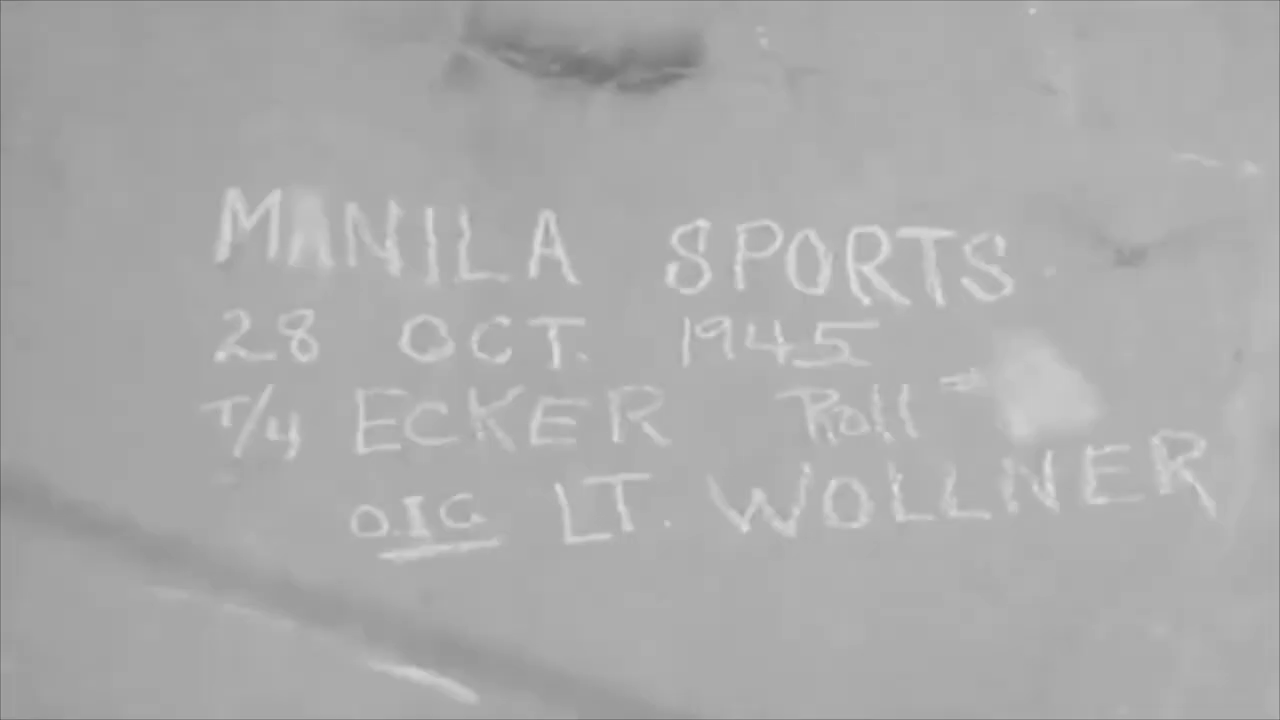 MANILA SPORTS
28 OCT. 1945
T/4 ECKER Roll
O.I.C LT. WOLLNER